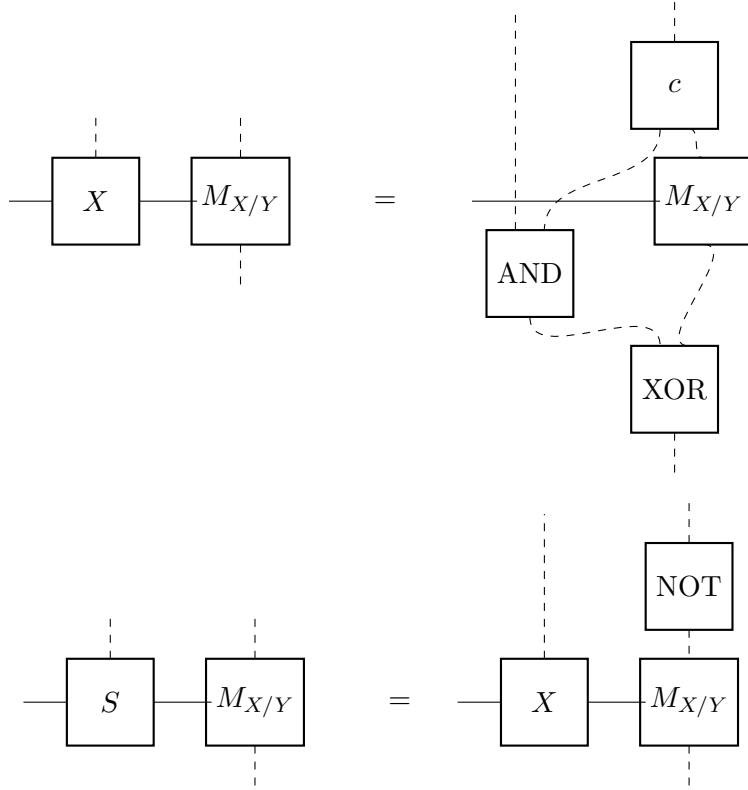 c
X M_{X/Y} = M_{X/Y}
AND
XOR
NOT
S M_{X/Y} = X M_{X/Y}